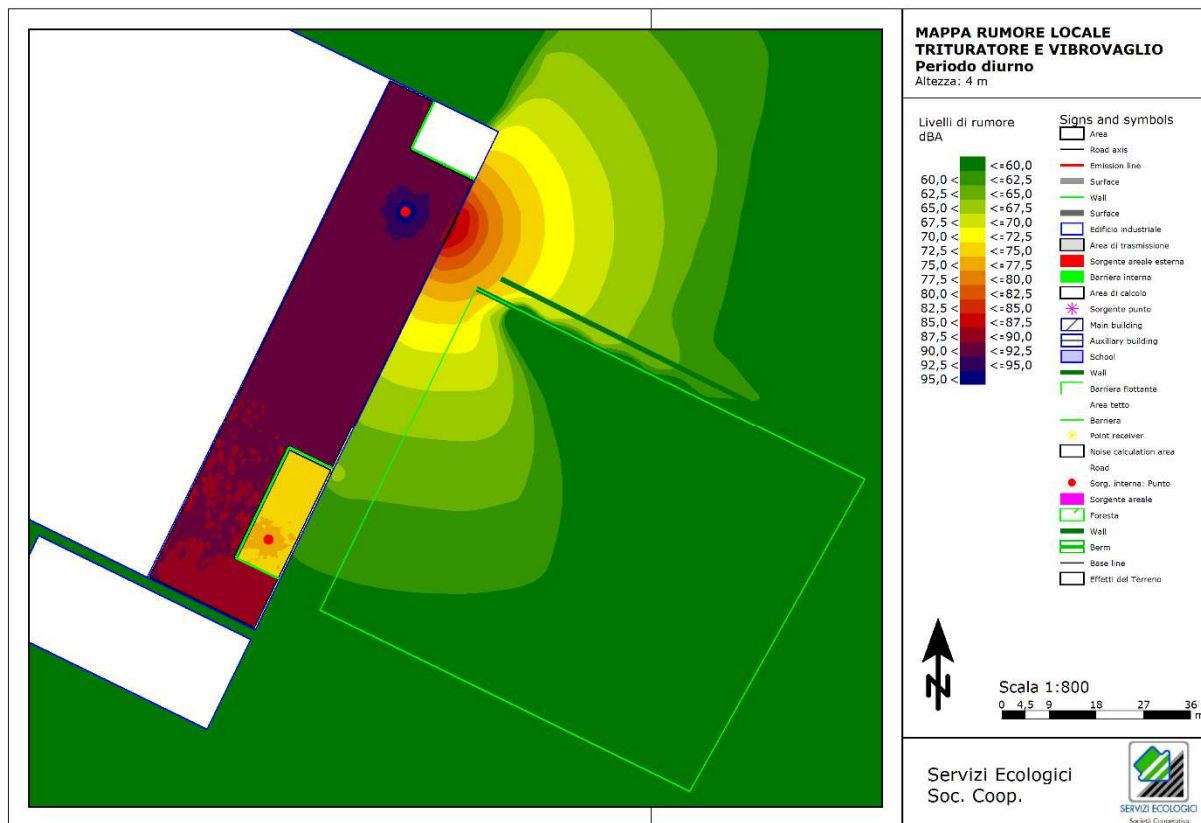 MAPPA RUMORE LOCALE
TRITURATORE E VIBROVAGLIO
Periodo diurno
Altezza: 4 m
Livelli di rumore
dBA
<=60,0
60,0 < <=62,5
62,5 < <=65,0
65,0 < <=67,5
67,5 < <=70,0
70,0 < <=72,5
72,5 < <=75,0
75,0 < <=77,5
77,5 < <=80,0
80,0 < <=82,5
82,5 < <=85,0
85,0 < <=87,5
87,5 < <=90,0
90,0 < <=92,5
92,5 < <=95,0
95,0 <
Signs and symbols
Area
Road axis
Emission line
Surface
Wall
Surface
Edificio industriale
Area di trasmissione
Sorgente areale esterna
Barriera interna
Area di calcolo
Sorgente punto
Main building
Auxiliary building
School
Wall
Barriera flottante
Area tetto
Barriera
Point receiver
Noise calculation area
Road
Sorg. interna: Punto
Sorgente areale
Foresta
Wall
Berm
Base line
Effetti del Terreno
N
Scala 1:800
0 4,5 9 18 27 36
m
Servizi Ecologici
Soc. Coop.
SERVIZI ECOLOGICI
Società Cooperativa